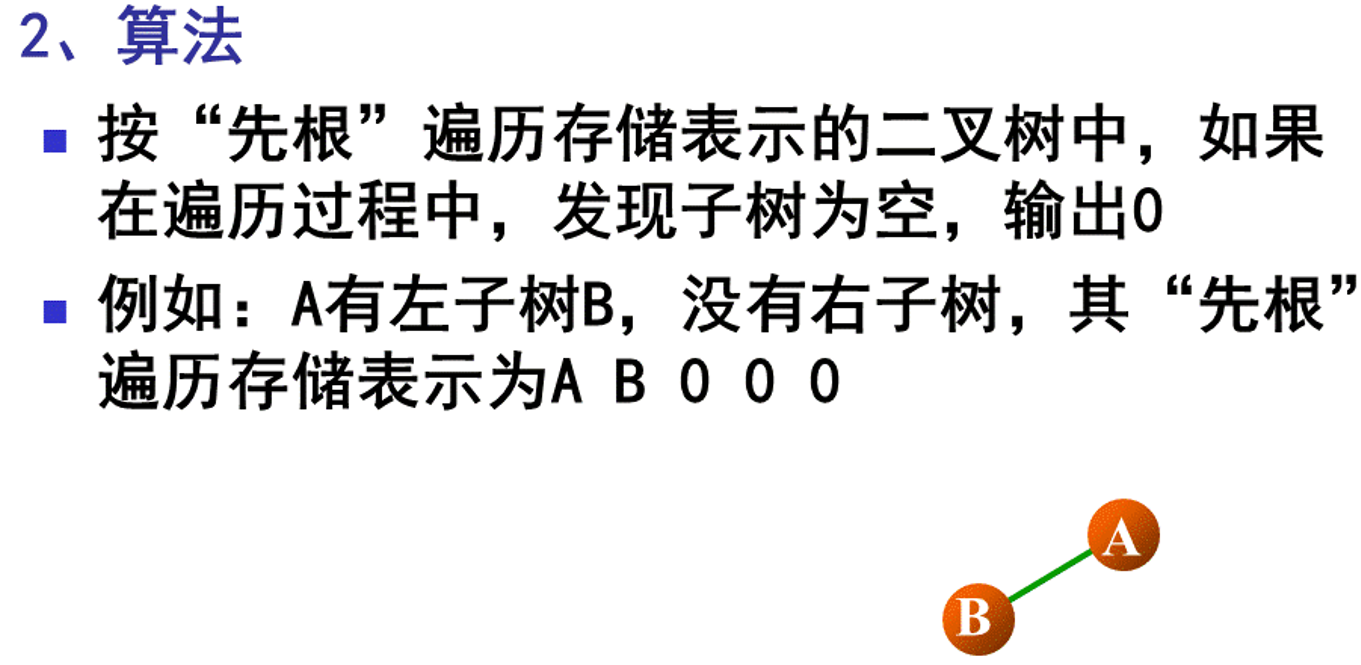 2、算法
按“先根”遍历存储表示的二叉树中，如果
在遍历过程中，发现子树为空，输出0
例如：A有左子树B，没有右子树，其“先根”
遍历存储表示为A B 0 0 0
A
B